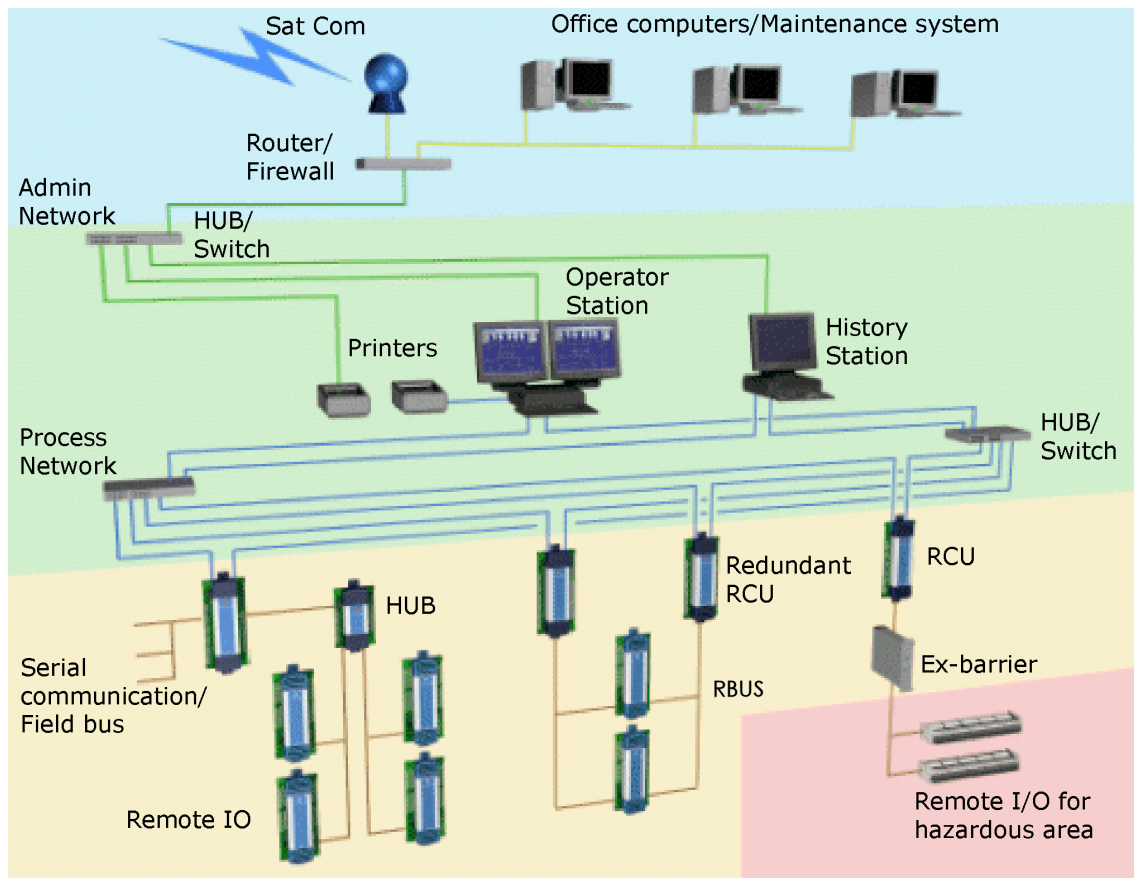 Sat Com
Office computers/Maintenance system
Router/
Firewall
Admin
Network
HUB/
Switch
Operator
Station
History
Station
Printers
Process
Network
HUB/
Switch
Redundant
RCU
RCU
HUB
Serial
communication/
Field bus
RBUS
Ex-barrier
Remote IO
Remote I/O for
hazardous area